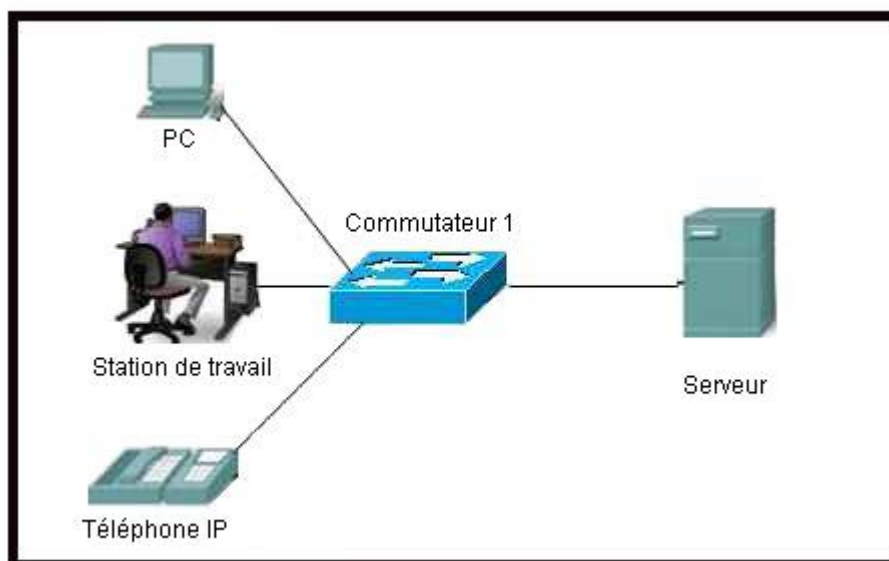 PC
Commutateur 1
Station de travail
Serveur
Téléphone IP